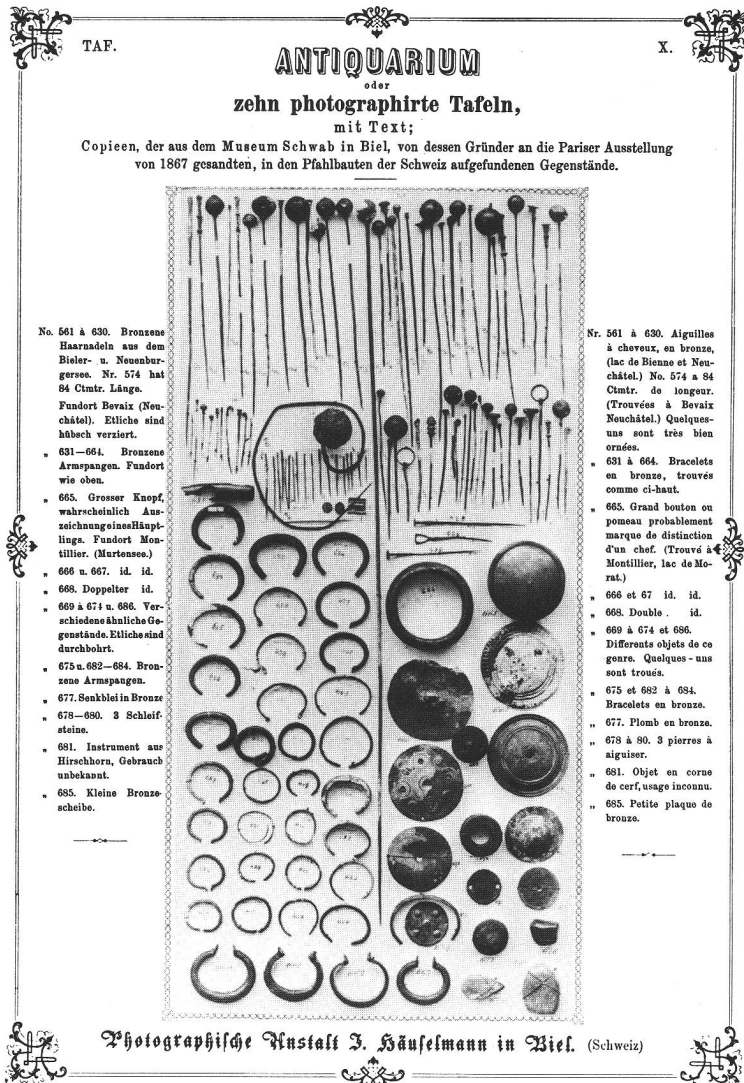 TAF.
X.
ANTIQUARIUM
oder
zehn photographirte Tafeln,
mit Text;
Copieen, der aus dem Museum Schwab in Biel, von dessen Gründer an die Pariser Ausstellung
von 1867 gesandten, in den Pfahlbauten der Schweiz aufgefundenen Gegenstände.
No. 561 à 630. Bronzene
Haarnadeln aus dem
Bieler- u. Neuenbur-
gersee. Nr. 574 hat
84 Ctmtr. Länge.
Fundort Bevaix (Neu-
châtel). Etliche sind
hübsch verziert.
„ 631—664. Bronzene
Armspangen. Fundort
wie oben.
„ 665. Grosser Knopf,
wahrscheinlich Aus-
zeichnung eines Häupt-
lings. Fundort Mon-
tillier. (Murtensee.)
„ 666 u. 667. id. id.
„ 668. Doppelter id.
„ 669 à 674 u. 686. Ver-
schiedene ähnliche Ge-
genstände. Etliche sind
durchbohrt.
„ 675 u. 682—684. Bron-
zene Armspangen.
„ 677. Senkblei in Bronze
„ 678—680. 3 Schleif-
steine.
„ 681. Instrument aus
Hirschhorn, Gebrauch
unbekannt.
„ 685. Kleine Bronze-
scheibe.
Nr. 561 à 630. Aiguilles
à cheveux, en bronze,
(lac de Bienne et Neu-
châtel.) No. 574 a 84
Ctmtr. de longeur.
(Trouvées à Bevaix
Neuchâtel.) Quelques-
uns sont très bien
ornées.
„ 631 à 664. Bracelets
en bronze, trouvés
comme ci-haut.
„ 665. Grand bouton ou
pomeau probablement
marque de distinction
d'un chef. (Trouvé à
Montillier, lac de Mo-
rat.)
„ 666 et 67 id. id.
„ 668. Double . id.
„ 669 à 674 et 686.
Differents objets de ce
genre. Quelques-uns
sont troués.
„ 675 et 682 à 684.
Bracelets en bronze.
„ 677. Plomb en bronze.
„ 678 à 80. 3 pierres à
aiguiser.
„ 681. Objet en corne
de cerf, usage inconnu.
„ 685. Petite plaque de
bronze.
Photographische Anstalt J. Häuselmann in Biel. (Schweiz)